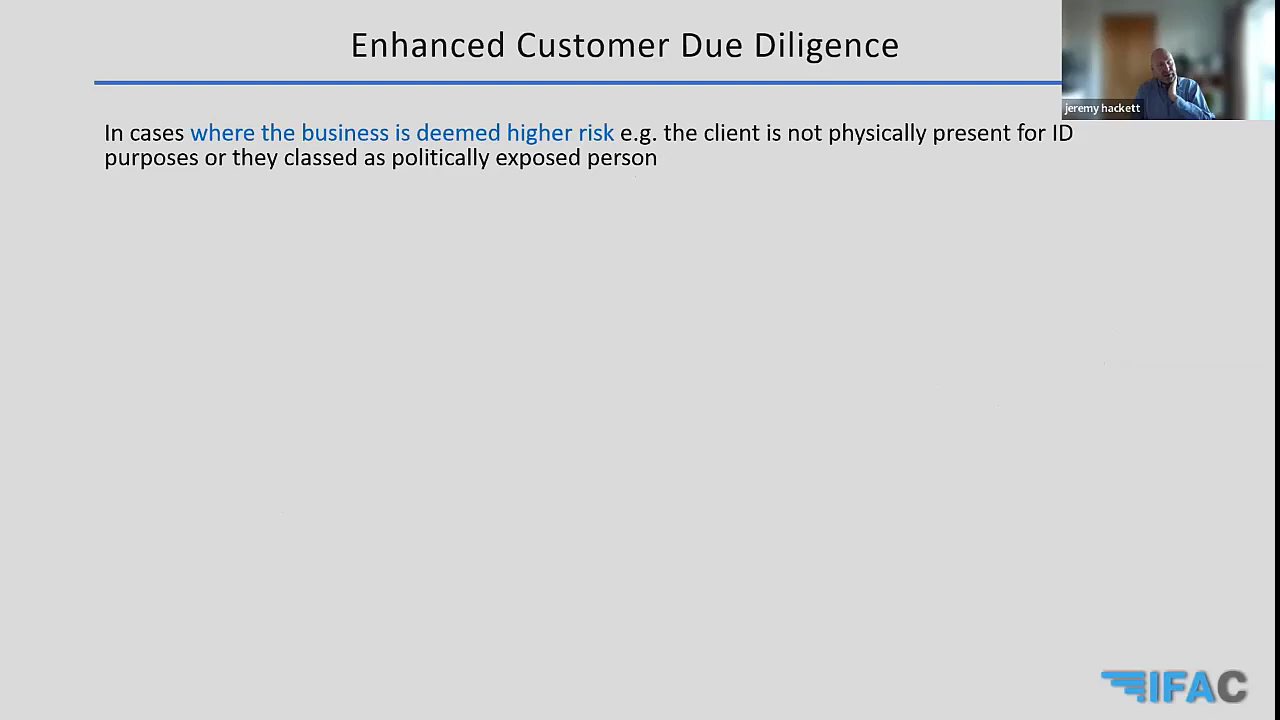 Enhanced Customer Due Diligence
jeremy hackett
In cases where the business is deemed higher risk e.g. the client is not physically present for ID
purposes or they classed as politically exposed person
IFAC